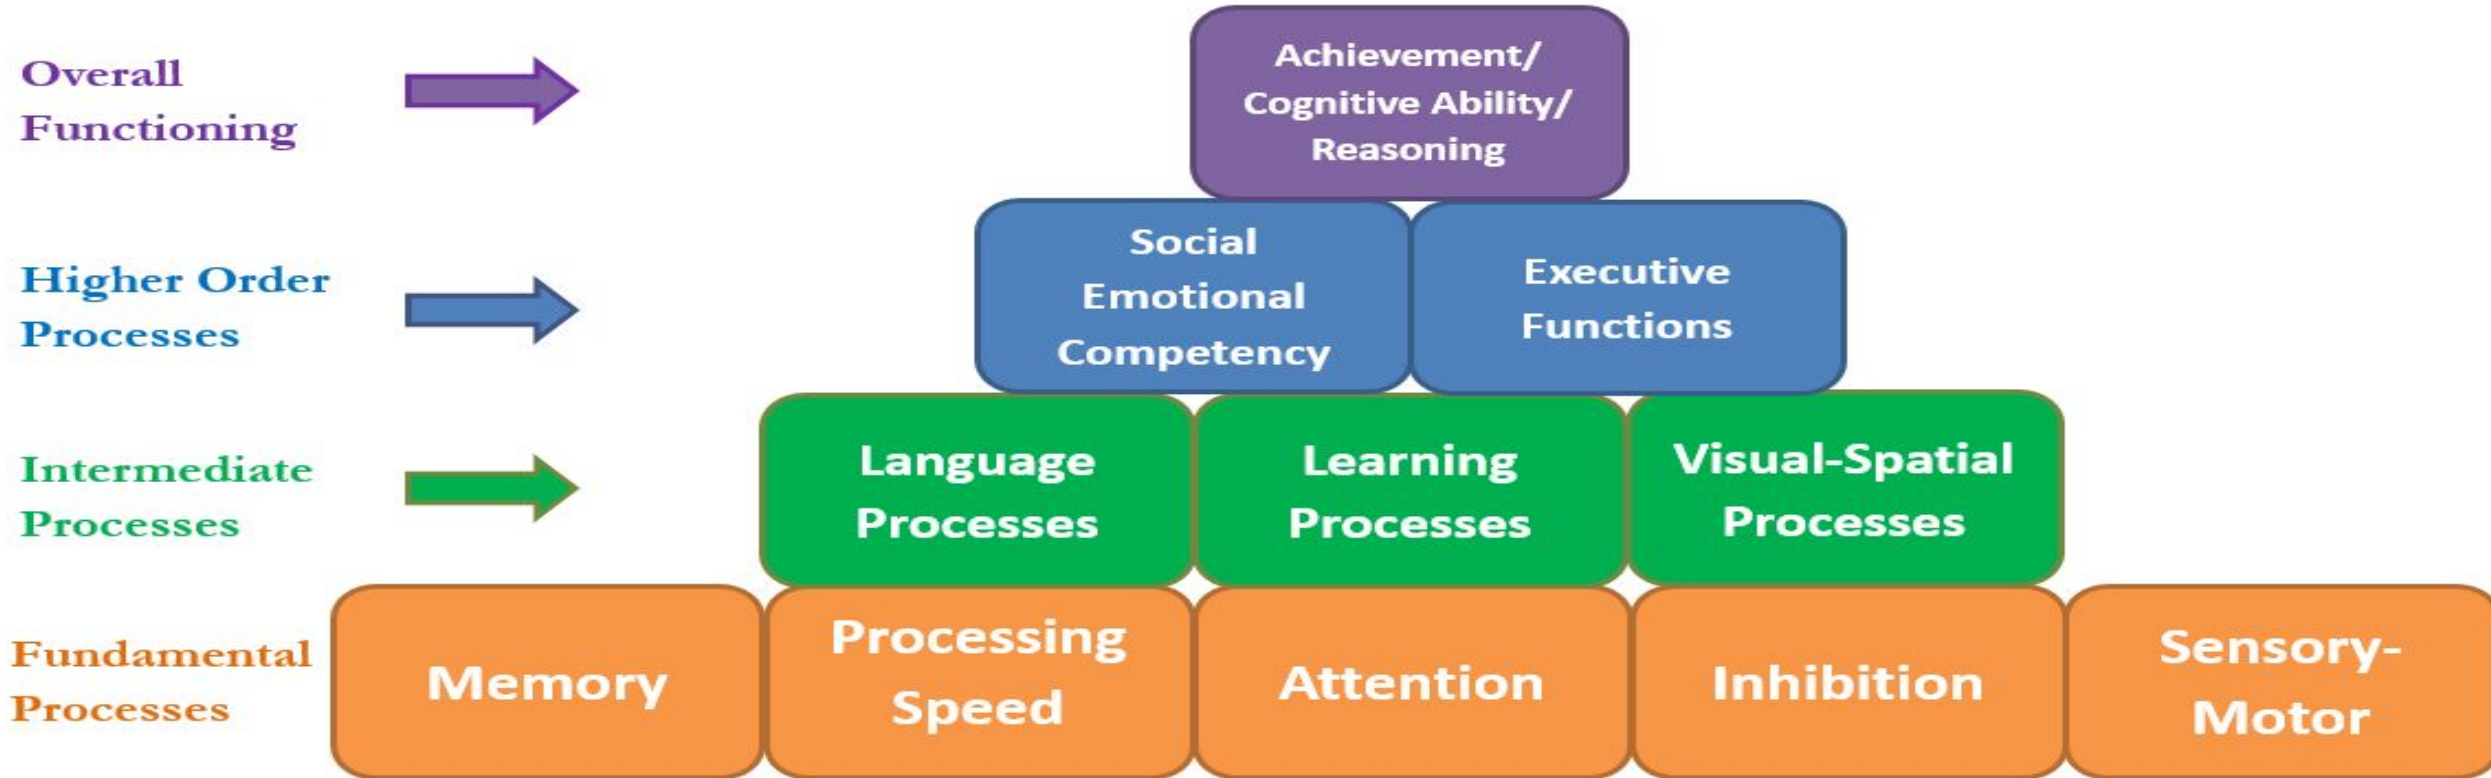 Overall
Functioning
Achievement/
Cognitive Ability/
Reasoning
Higher Order
Processes
Social
Emotional
Competency
Executive
Functions
Intermediate
Processes
Language
Processes
Learning
Processes
Visual-Spatial
Processes
Fundamental
Processes
Memory
Processing
Speed
Attention
Inhibition
Sensory-
Motor